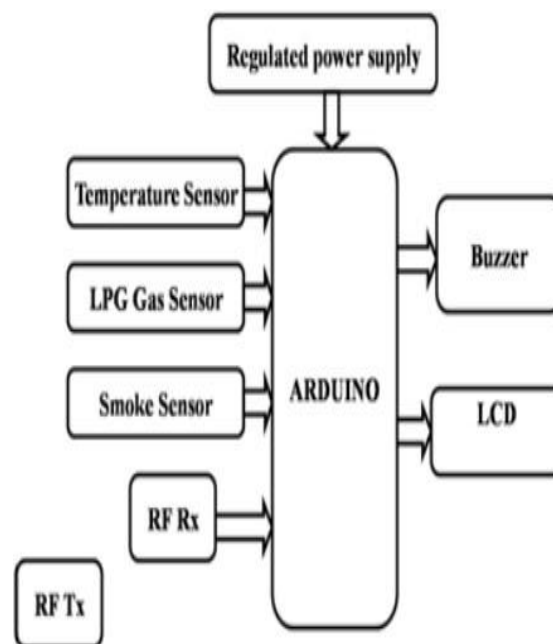 Regulated power supply
Temperature Sensor
LPG Gas Sensor
Smoke Sensor
RF Rx
RF Tx
ARDUINO
Buzzer
LCD